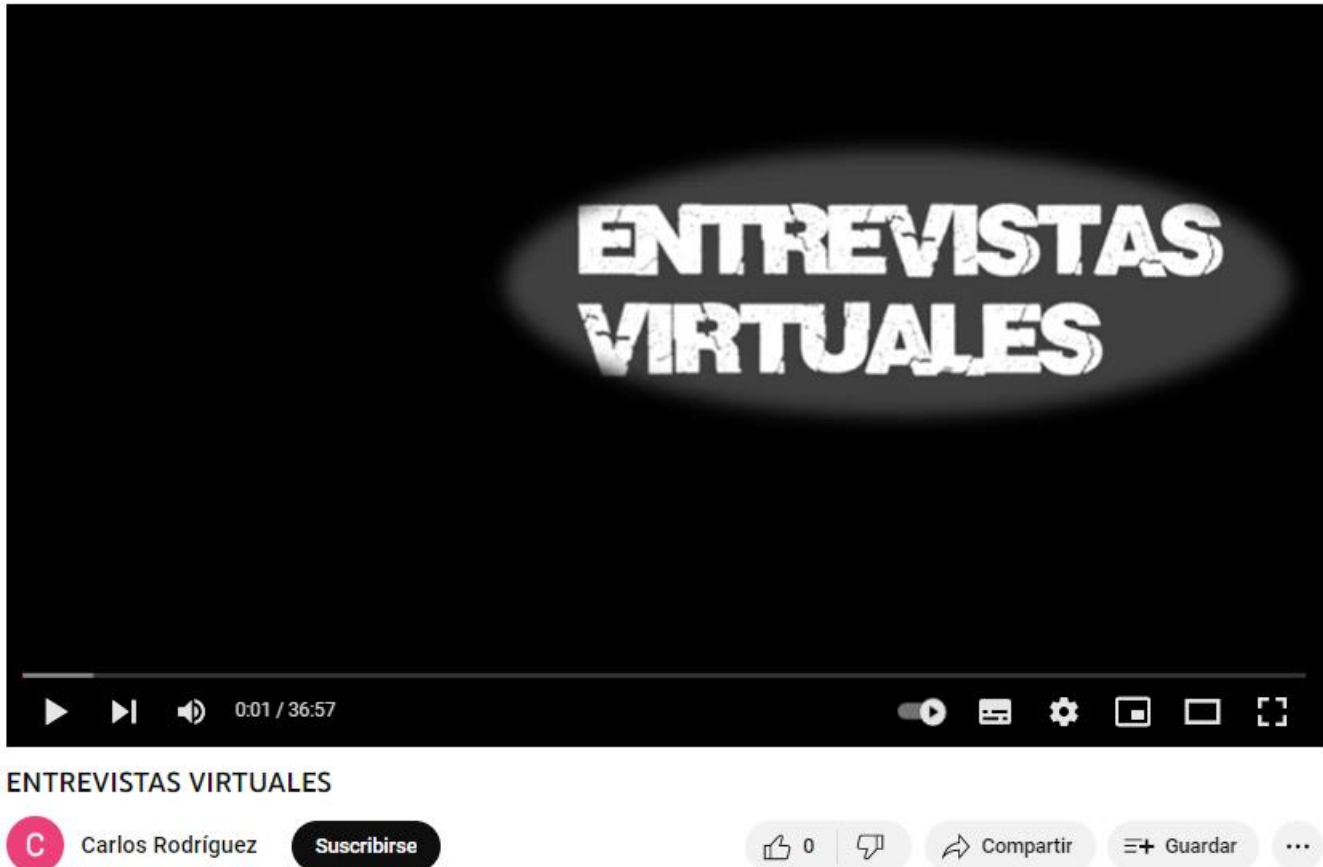 ENTREVISTAS
VIRTUALES
0:01 / 36:57
ENTREVISTAS VIRTUALES
C Carlos Rodríguez Suscribirse 0 Compartir Guardar